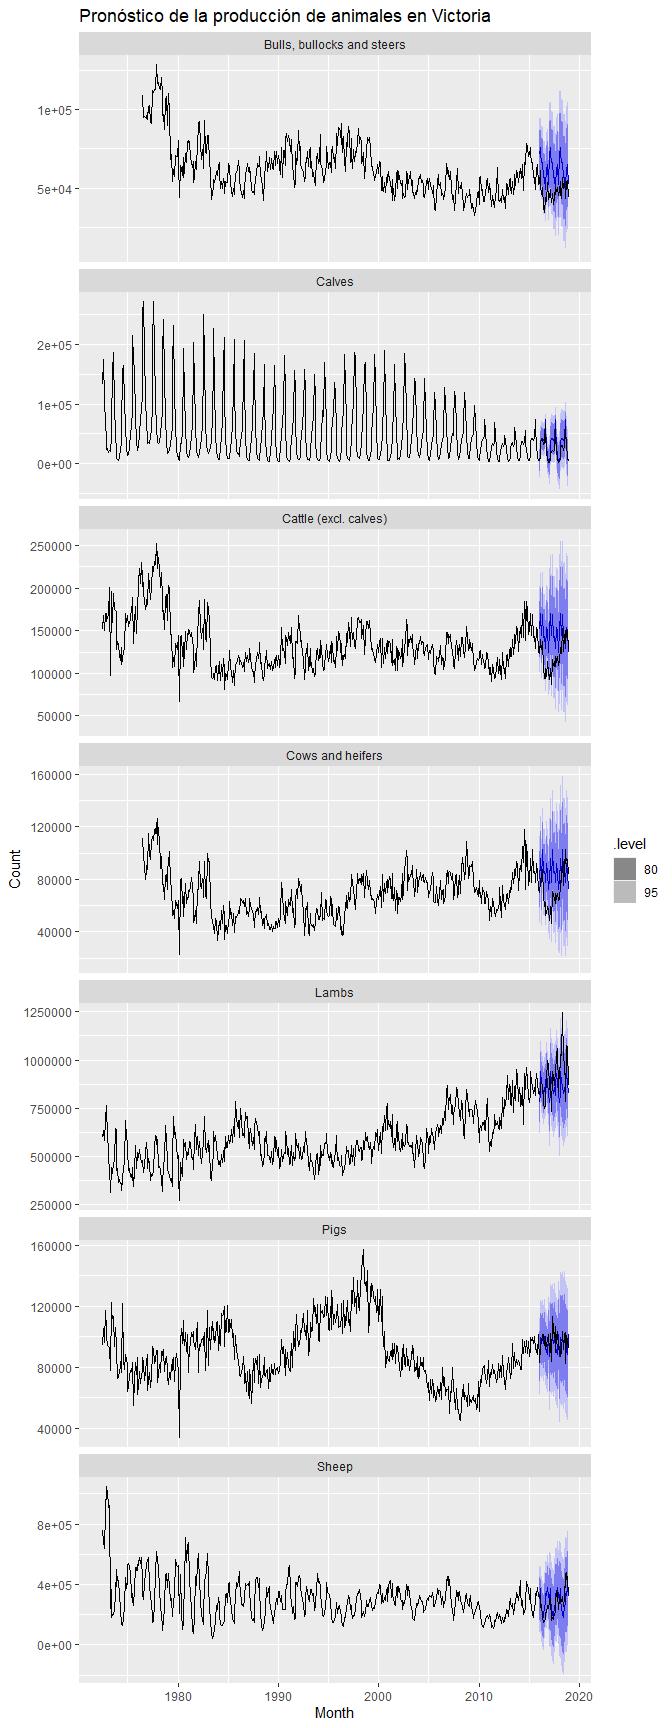 Pronóstico de la producción de animales en Victoria
Bulls, bullocks and steers
1e+05
5e+04
Calves
2e+05
1e+05
0e+00
Cattle (excl. calves)
250000
200000
150000
100000
50000
Cows and heifers
160000
120000
80000
40000
Lambs
1250000
1000000
750000
500000
250000
Pigs
160000
120000
80000
40000
Sheep
8e+05
4e+05
0e+00
1980
1990
2000
2010
2020
Month
Count
.level
80
95